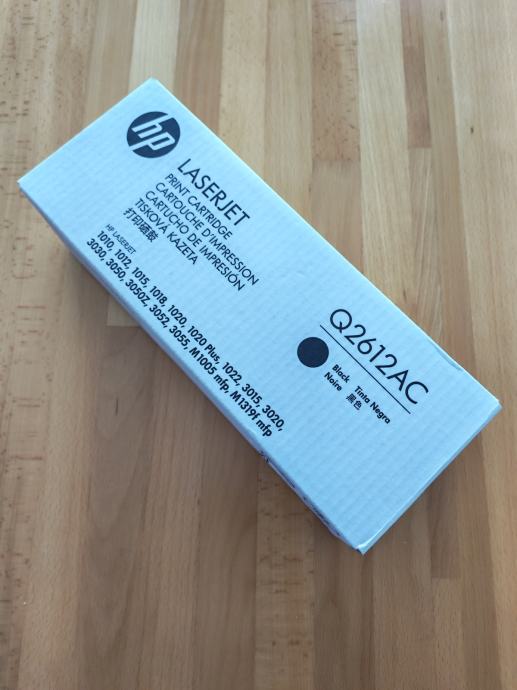 hp
LASERJET
PRINT CARTRIDGE
CARTOUCHE D'IMPRESSION
CARTUCHO DE IMPRESIÓN
TISKOVÁ KAZETA
打印硒鼓
HP LASERJET
1010, 1012, 1015, 1018, 1020, 1020 Plus, 1022, 3015, 3020,
3030, 3050, 3050Z, 3052, 3055, M1005 mfp, M1319f mfp
Q2612AC
Black Tinta Negra
Noire 黑色